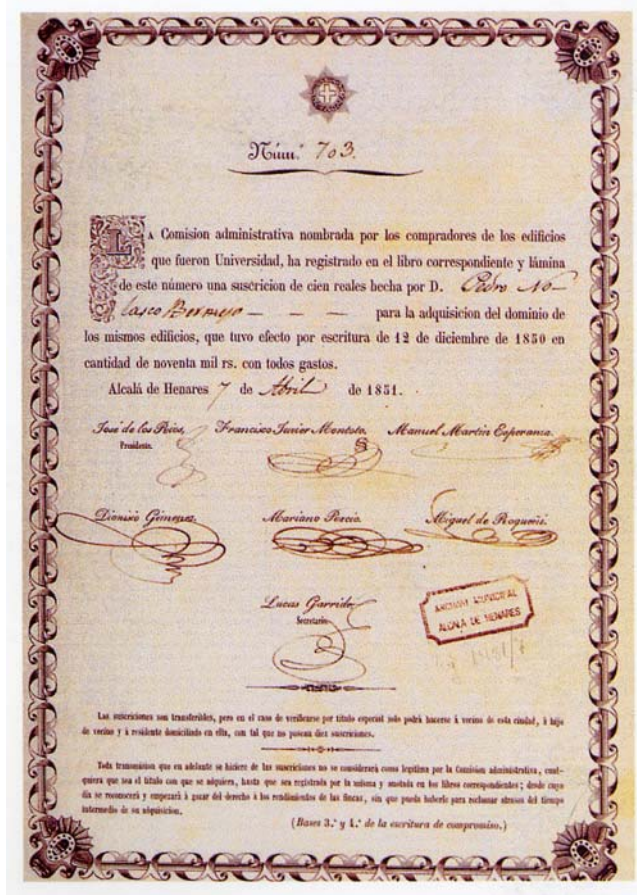 Núm.º 703.
LA Comision administrativa nombrada por los compradores de los edificios
que fueron Universidad, ha registrado en el libro correspondiente y lámina
de este número una suscricion de cien reales hecha por D. Pedro No-
lasco Bermejo — — — para la adquisicion del dominio de
los mismos edificios, que tuvo efecto por escritura de 12 de diciembre de 1850 en
cantidad de noventa mil rs. con todos gastos.
Alcalá de Henares 7 de Abril de 1851.
José de los Rios, Francisco Javier Montoto. Manuel Martin Esperanza.
Presidente.
Dionisio Gimenez. Mariano Percio. Miguel de Roqueñi.
Lucas Garrido,
Secretario.
ARCHIVO MUNICIPAL
ALCALA DE HENARES
Las suscriciones son transferibles, pero en el caso de verificarse por título especial solo podrá hacerse á vecino de esta ciudad, ó hijo
de vecino y á residente domiciliado en ella, con tal que no posean diez suscriciones.
Toda transmision que en adelante se hiciere de las suscriciones no se considerará como legítima por la Comision administrativa, cual-
quiera que sea el título con que se adquiera, hasta que sea registrada por la misma y anotada en los libros correspondientes; desde cuyo
dia se reconocerá y empezará á gozar del derecho á los rendimientos de las fincas, sin que pueda haberle para reclamar atrasos del tiempo
intermedio de su adquisicion.
(Bases 3.ª y 4.ª de la escritura de compromiso.)